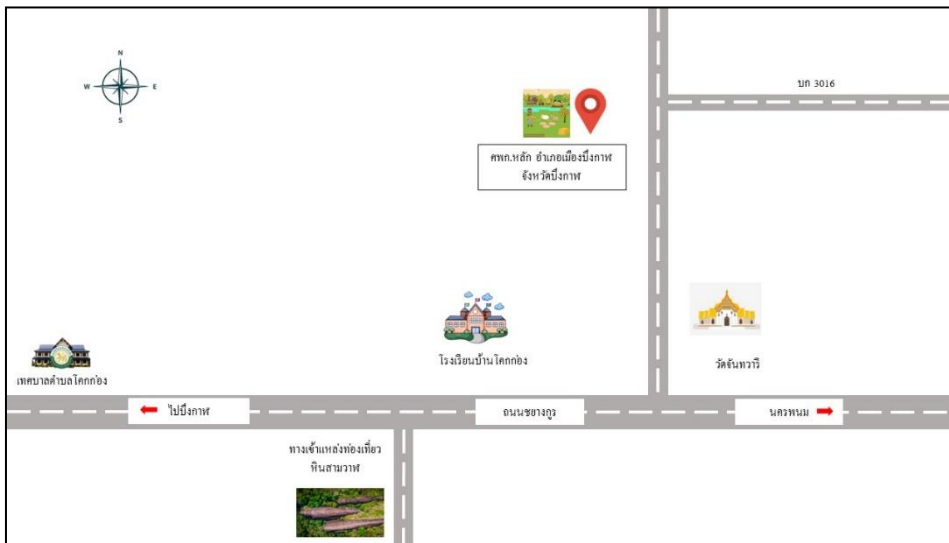 N
W E
S
บก 3016
ศพก.หลัก อำเภอเมืองบึงกาฬ
จังหวัดบึงกาฬ
โรงเรียนบ้านโคกก่อง
วัดจันทวารี
เทศบาลตำบลโคกก่อง
ไปบึงกาฬ
ถนนชยางกูร
นครพนม
ทางเข้าแหล่งท่องเที่ยว
หินสามวาฬ